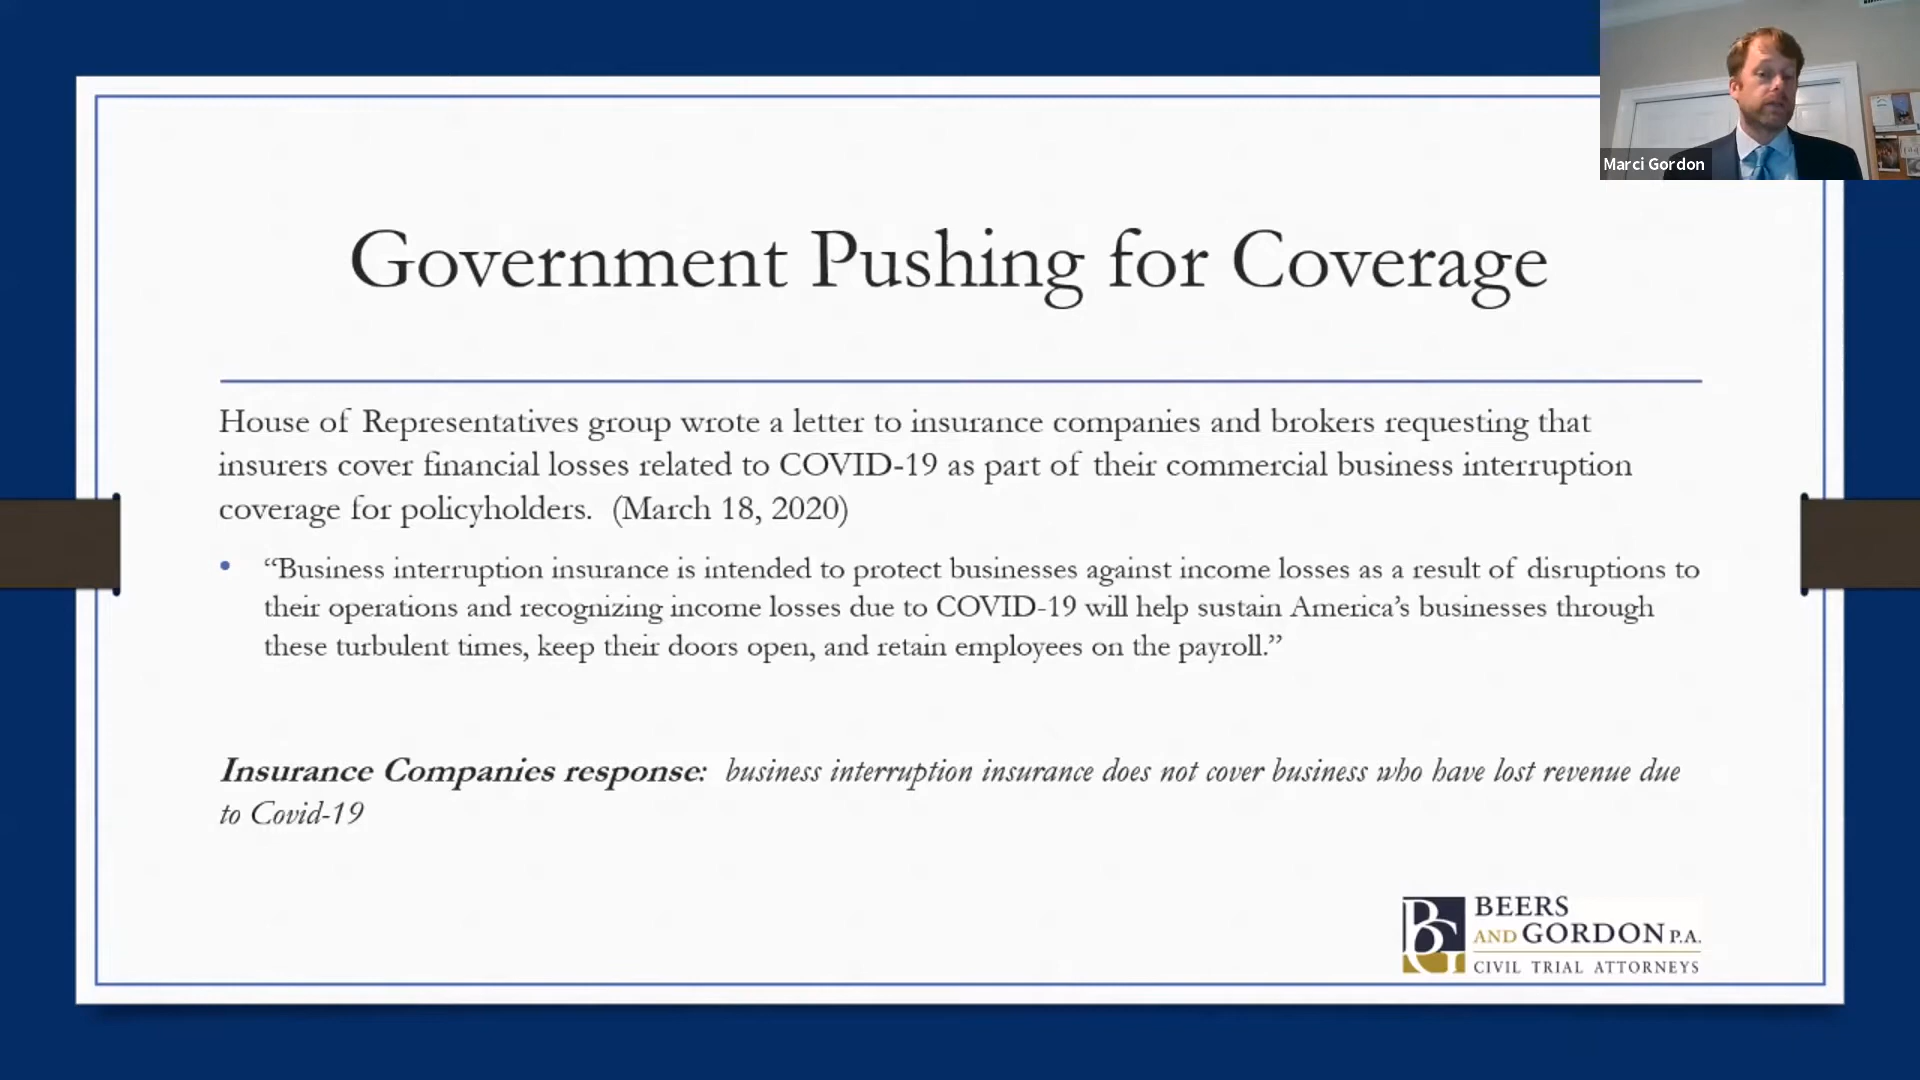 Marci Gordon
Government Pushing for Coverage
House of Representatives group wrote a letter to insurance companies and brokers requesting that
insurers cover financial losses related to COVID-19 as part of their commercial business interruption
coverage for policyholders. (March 18, 2020)
• “Business interruption insurance is intended to protect businesses against income losses as a result of disruptions to
their operations and recognizing income losses due to COVID-19 will help sustain America’s businesses through
these turbulent times, keep their doors open, and retain employees on the payroll.”
Insurance Companies response: business interruption insurance does not cover business who have lost revenue due
to Covid-19
BG
BEERS
AND GORDON P.A.
CIVIL TRIAL ATTORNEYS